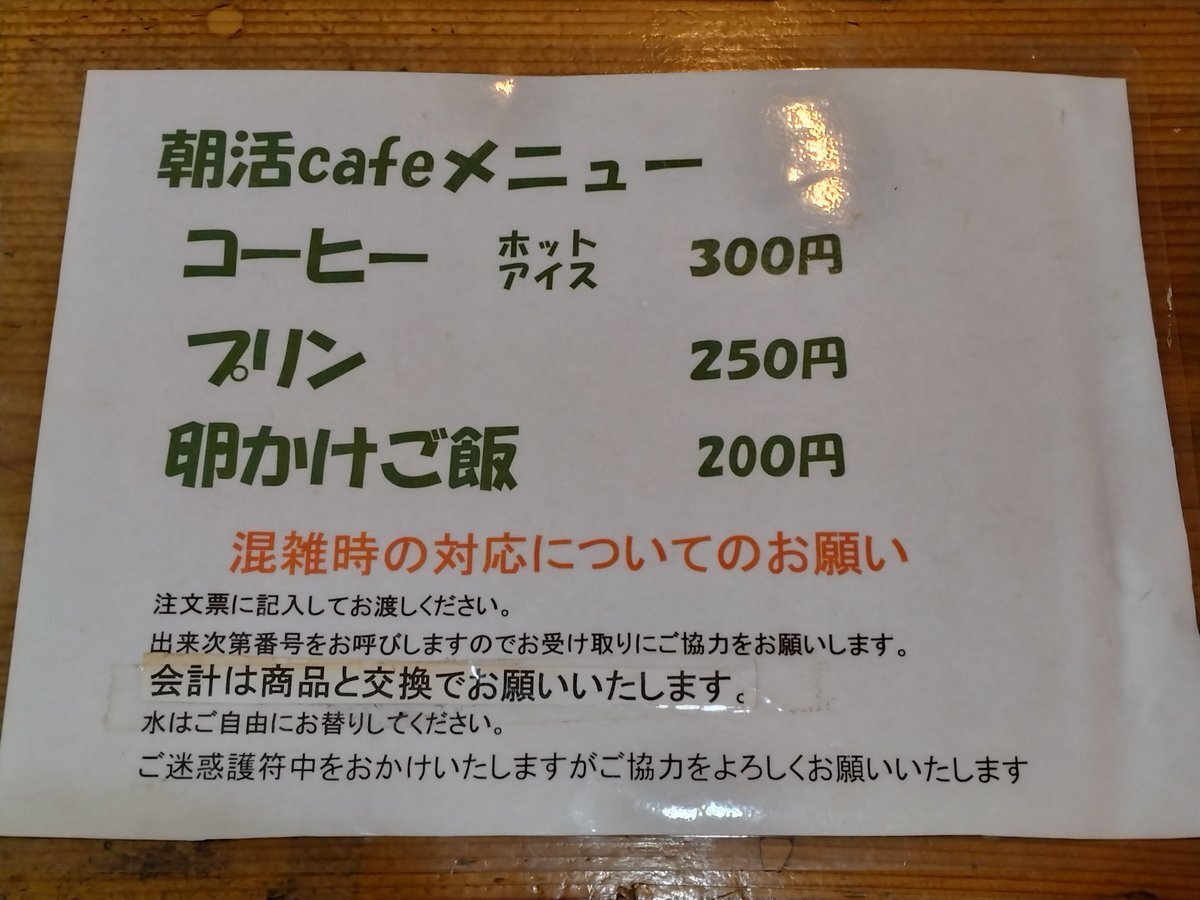 朝活cafeメニュー
コーヒー ホット アイス 300円
プリン 250円
卵かけご飯 200円
混雑時の対応についてのお願い
注文票に記入してお渡しください。
出来次第番号をお呼びしますのでお受け取りにご協力をお願いします。
会計は商品と交換でお願いいたします。
水はご自由にお替りしてください。
ご迷惑護符中をおかけいたしますがご協力をよろしくお願いいたします